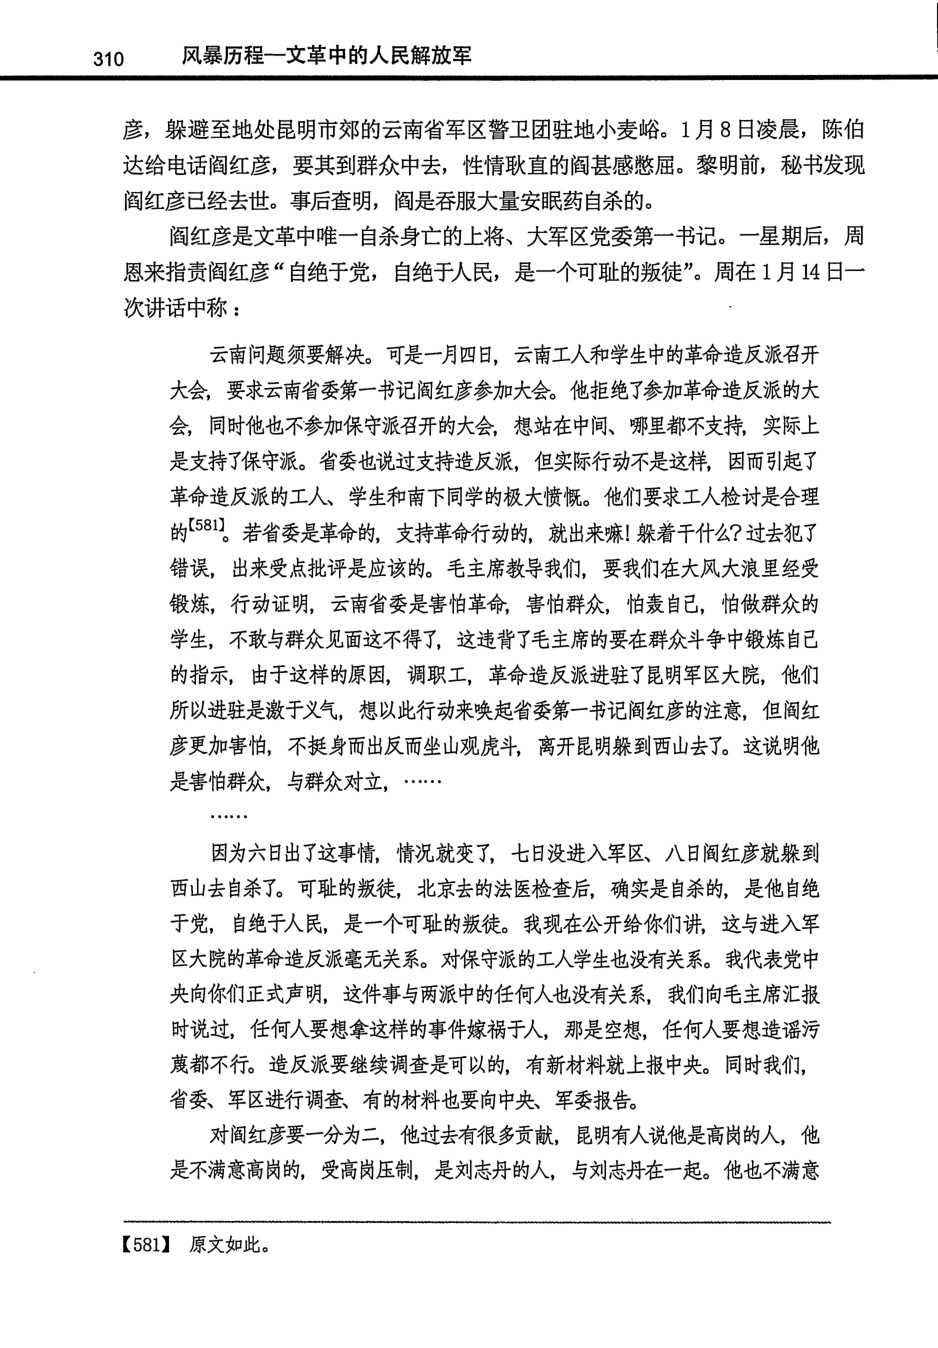 310 风暴历程—文革中的人民解放军
彦，躲避至地处昆明市郊的云南省军区警卫团驻地小麦峪。1月8日凌晨，陈伯
达给电话阎红彦，要其到群众中去，性情耿直的阎甚感憋屈。黎明前，秘书发现
阎红彦已经去世。事后查明，阎是吞服大量安眠药自杀的。
阎红彦是文革中唯一自杀身亡的上将、大军区党委第一书记。一星期后，周
恩来指责阎红彦“自绝于党，自绝于人民，是一个可耻的叛徒”。周在1月14日一
次讲话中称：
云南问题须要解决。可是一月四日，云南工人和学生中的革命造反派召开
大会，要求云南省委第一书记阎红彦参加大会。他拒绝了参加革命造反派的大
会，同时他也不参加保守派召开的大会，想站在中间、哪里都不支持，实际上
是支持了保守派。省委也说过支持造反派，但实际行动不是这样，因而引起了
革命造反派的工人、学生和南下同学的极大愤慨。他们要求工人检讨是合理
的【581】。若省委是革命的，支持革命行动的，就出来嘛！躲着干什么？过去犯了
错误，出来受点批评是应该的。毛主席教导我们，要我们在大风大浪里经受
锻炼，行动证明，云南省委是害怕革命，害怕群众，怕轰自己，怕做群众的
学生，不敢与群众见面这不得了，这违背了毛主席的要在群众斗争中锻炼自己
的指示，由于这样的原因，调职工，革命造反派进驻了昆明军区大院，他们
所以进驻是激于义气，想以此行动来唤起省委第一书记阎红彦的注意，但阎红
彦更加害怕，不挺身而出反而坐山观虎斗，离开昆明躲到西山去了。这说明他
是害怕群众，与群众对立，……
……
因为六日出了这事情，情况就变了，七日没进入军区、八日阎红彦就躲到
西山去自杀了。可耻的叛徒，北京去的法医检查后，确实是自杀的，是他自绝
于党，自绝于人民，是一个可耻的叛徒。我现在公开给你们讲，这与进入军
区大院的革命造反派毫无关系。对保守派的工人学生也没有关系。我代表党中
央向你们正式声明，这件事与两派中的任何人也没有关系，我们向毛主席汇报
时说过，任何人要想拿这样的事件嫁祸于人，那是空想，任何人要想造谣污
蔑都不行。造反派要继续调查是可以的，有新材料就上报中央。同时我们，
省委、军区进行调查、有的材料也要向中央、军委报告。
对阎红彦要一分为二，他过去有很多贡献，昆明有人说他是高岗的人，他
是不满意高岗的，受高岗压制，是刘志丹的人，与刘志丹在一起。他也不满意
【581】 原文如此。